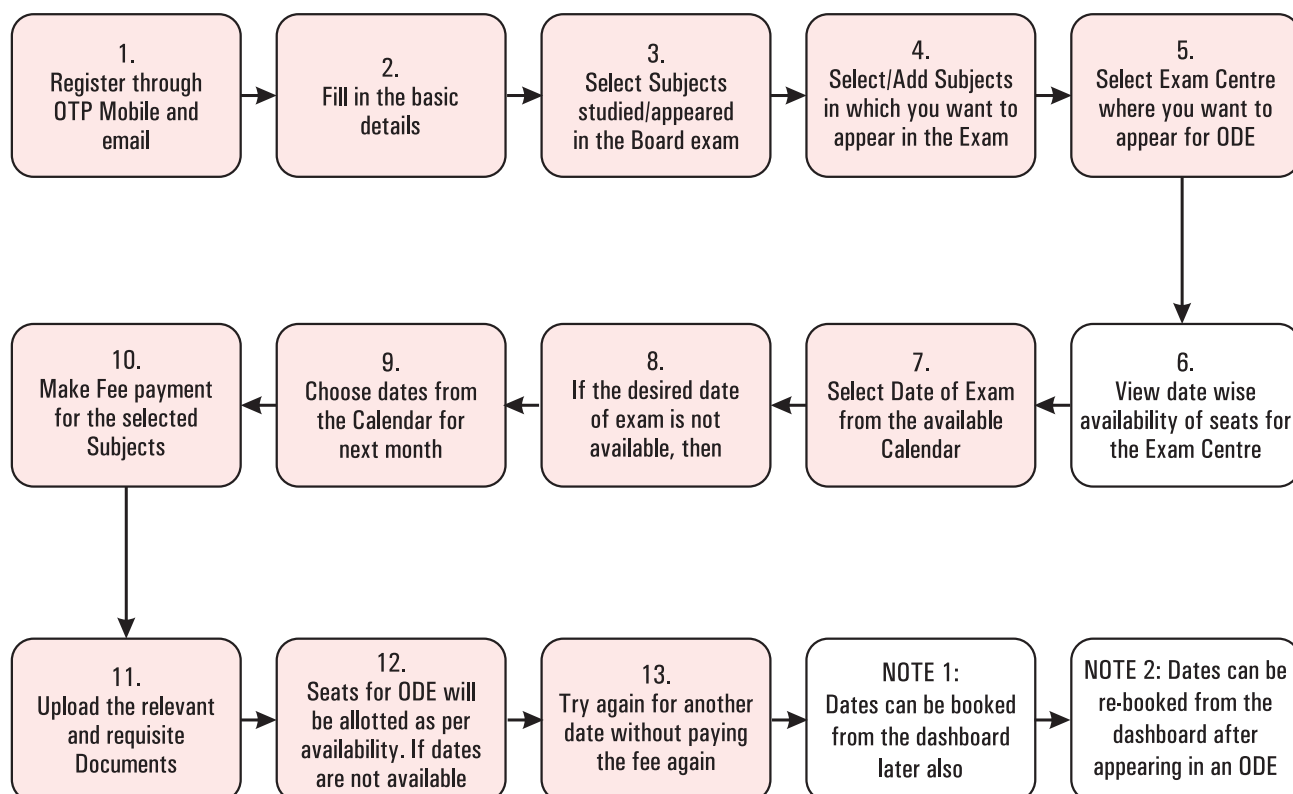 1.
Register through
OTP Mobile and
email
2.
Fill in the basic
details
3.
Select Subjects
studied/appeared
in the Board exam
4.
Select/Add Subjects
in which you want to
appear in the Exam
5.
Select Exam Centre
where you want to
appear for ODE
6.
View date wise
availability of seats for
the Exam Centre
7.
Select Date of Exam
from the available
Calendar
8.
If the desired date
of exam is not
available, then
9.
Choose dates from
the Calendar for
next month
10.
Make Fee payment
for the selected
Subjects
11.
Upload the relevant
and requisite
Documents
12.
Seats for ODE will
be allotted as per
availability. If dates
are not available
13.
Try again for another
date without paying
the fee again
NOTE 1:
Dates can be booked
from the dashboard
later also
NOTE 2: Dates can be
re-booked from the
dashboard after
appearing in an ODE